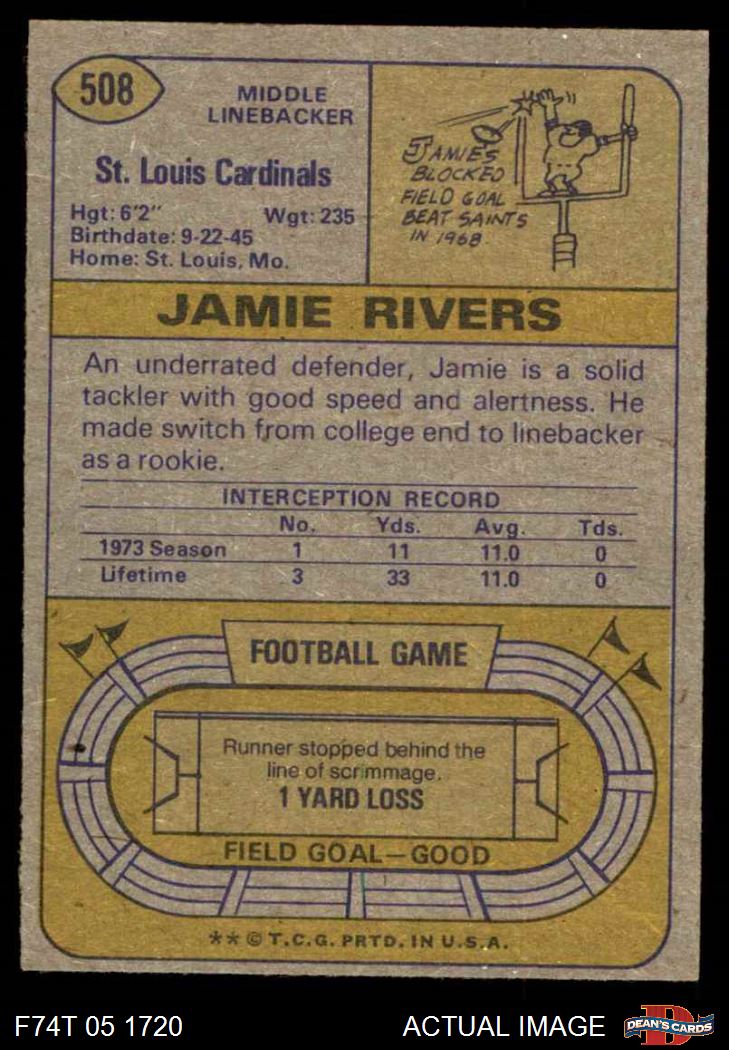 508
MIDDLE
LINEBACKER
St. Louis Cardinals
Hgt: 6'2" Wgt: 235
Birthdate: 9-22-45
Home: St. Louis, Mo.
JAMIE'S
BLOCKED
FIELD GOAL
BEAT SAINTS
IN 1968.
JAMIE RIVERS
An underrated defender, Jamie is a solid
tackler with good speed and alertness. He
made switch from college end to linebacker
as a rookie.
INTERCEPTION RECORD
No. Yds. Avg. Tds.
1973 Season 1 11 11.0 0
Lifetime 3 33 11.0 0
FOOTBALL GAME
Runner stopped behind the
line of scrimmage.
1 YARD LOSS
FIELD GOAL—GOOD
** © T.C.G. PRTD. IN U.S.A.
F74T 05 1720 ACTUAL IMAGE
D
DEAN'S CARDS